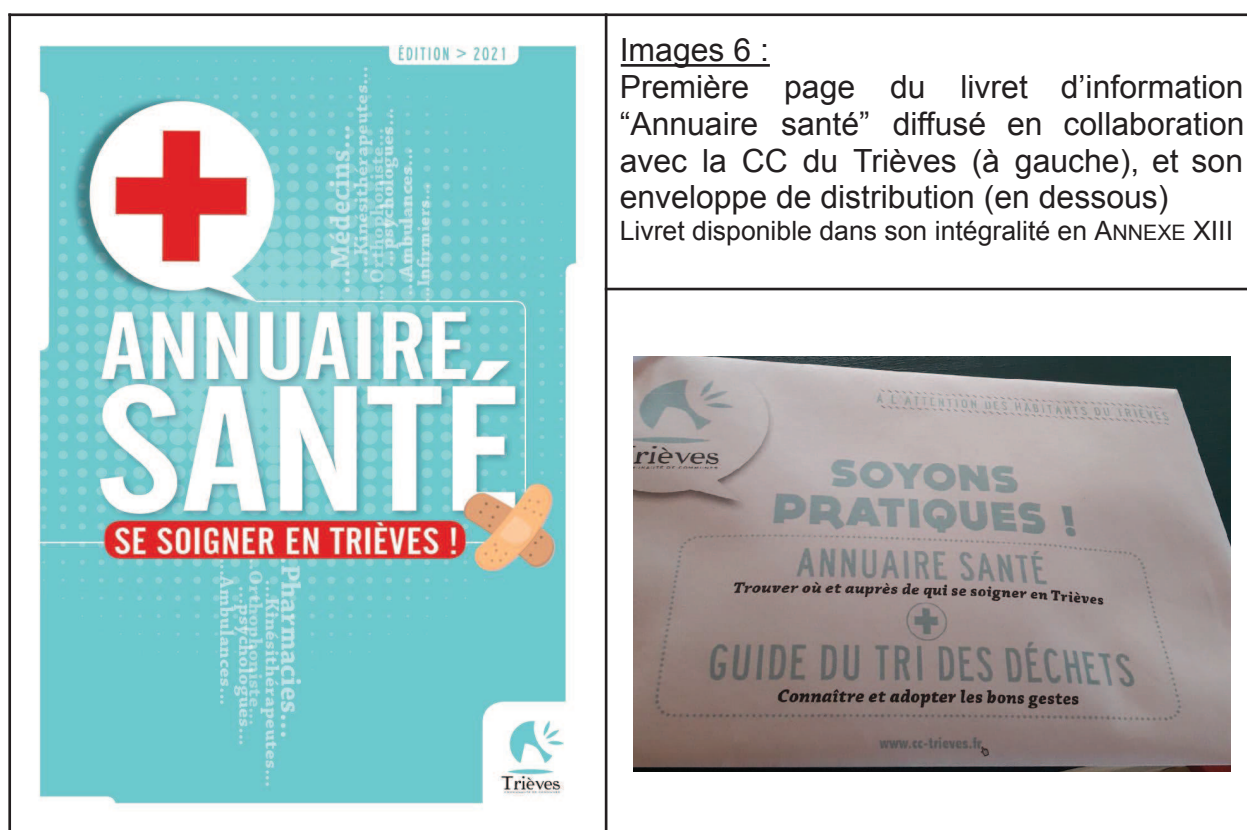 ÉDITION > 2021
...Médecins...
...Kinésithérapeutes...
...Orthophoniste...
...psychologues...
...Ambulances...
...Infirmiers...
ANNUAIRE
SANTÉ
SE SOIGNER EN TRIÈVES !
...Pharmacies...
...Kinésithérapeutes...
...Orthophoniste...
...psychologues...
...Ambulances...
Trièves
Images 6 :
Première page du livret d’information
“Annuaire santé” diffusé en collaboration
avec la CC du Trièves (à gauche), et son
enveloppe de distribution (en dessous)
Livret disponible dans son intégralité en ANNEXE XIII
rièves
À L'ATTENTION DES HABITANTS DU TRIÈVES
SOYONS
PRATIQUES !
ANNUAIRE SANTÉ
Trouver où et auprès de qui se soigner en Trièves
GUIDE DU TRI DES DÉCHETS
Connaître et adopter les bons gestes
www.cc-trieves.fr